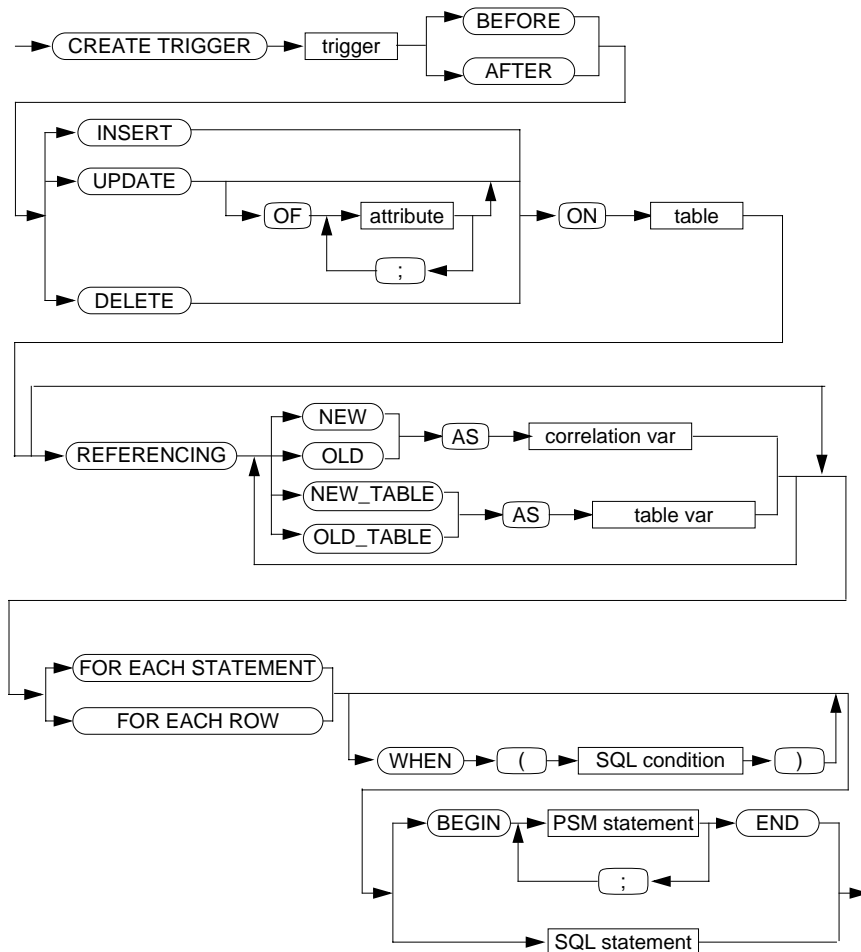 BEFORE
CREATE TRIGGER trigger
AFTER
INSERT
UPDATE
OF attribute ON table
;
DELETE
NEW
AS correlation var
REFERENCING OLD
NEW_TABLE
AS table var
OLD_TABLE
FOR EACH STATEMENT
FOR EACH ROW
WHEN ( SQL condition )
BEGIN PSM statement END
;
SQL statement